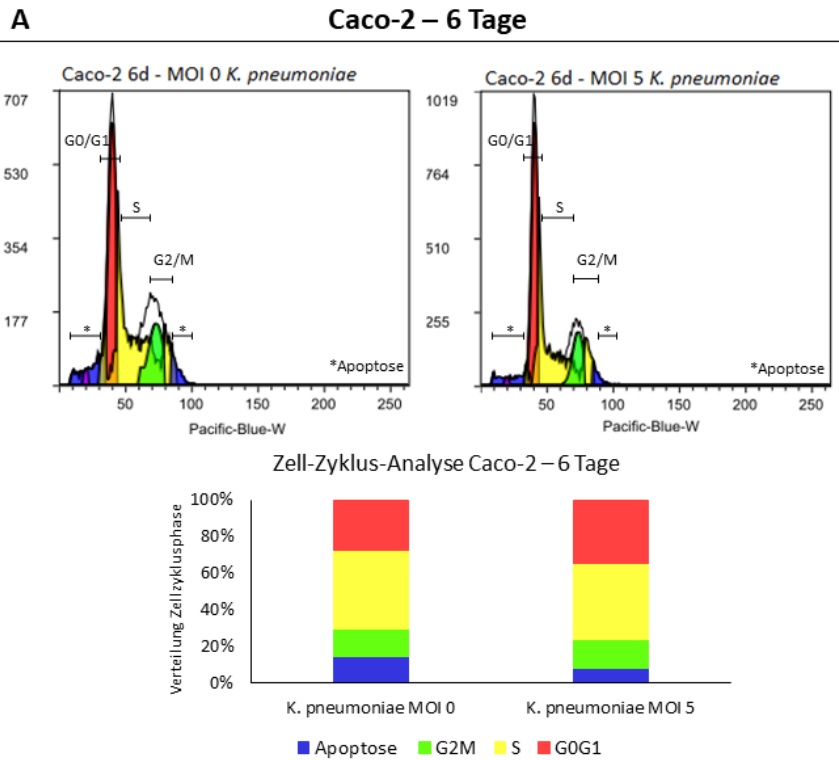 A
Caco-2 – 6 Tage
Caco-2 6d - MOI 0 K. pneumoniae
707
530
354
177
G0/G1
S
G2/M
*
*
*Apoptose
50
100
150
200
250
Pacific-Blue-W
Caco-2 6d - MOI 5 K. pneumoniae
1019
764
510
255
G0/G1
S
G2/M
*
*
*Apoptose
50
100
150
200
250
Pacific-Blue-W
Zell-Zyklus-Analyse Caco-2 – 6 Tage
Verteilung Zellzyklusphase
100%
80%
60%
40%
20%
0%
K. pneumoniae MOI 0
K. pneumoniae MOI 5
Apoptose
G2M
S
G0G1